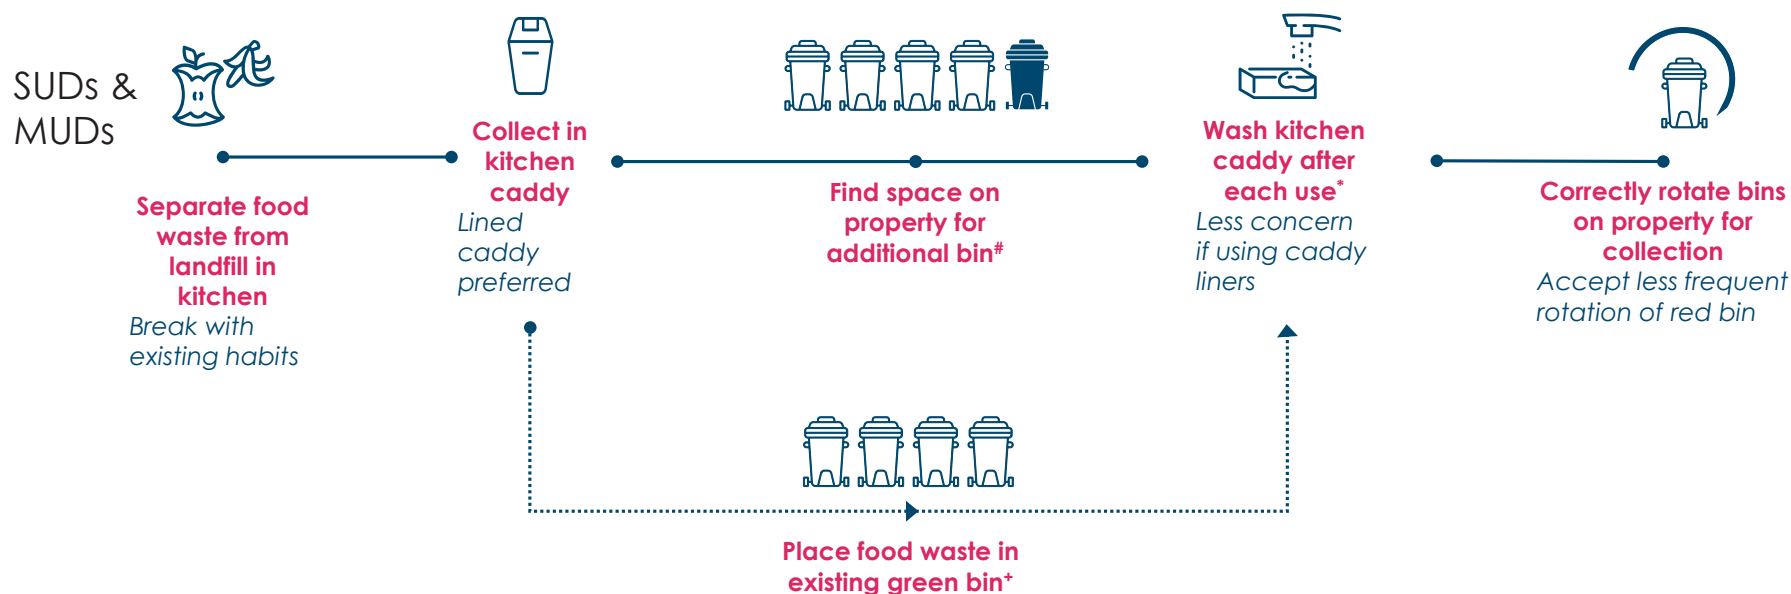 SUDs &
MUDs
Separate food
waste from
landfill in
kitchen
Break with
existing habits
Collect in
kitchen
caddy
Lined
caddy
preferred
Find space on
property for
additional bin#
Wash kitchen
caddy after
each use*
Less concern
if using caddy
liners
Correctly rotate bins
on property for
collection
Accept less frequent
rotation of red bin
Place food waste in
existing green bin+